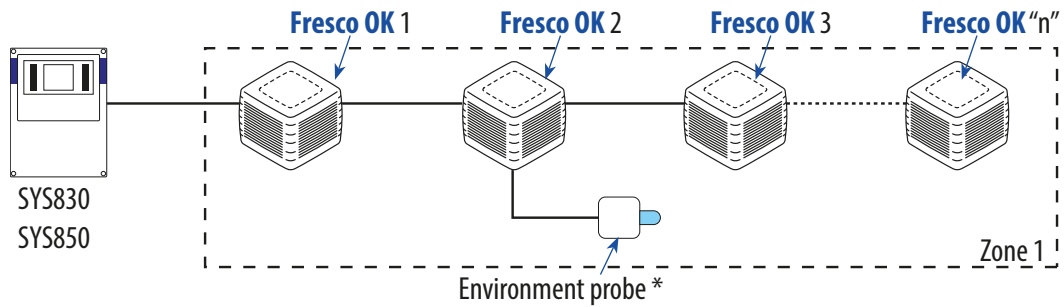 Fresco OK 1
Fresco OK 2
Fresco OK 3
Fresco OK “n”
SYS830
SYS850
Zone 1
Environment probe *